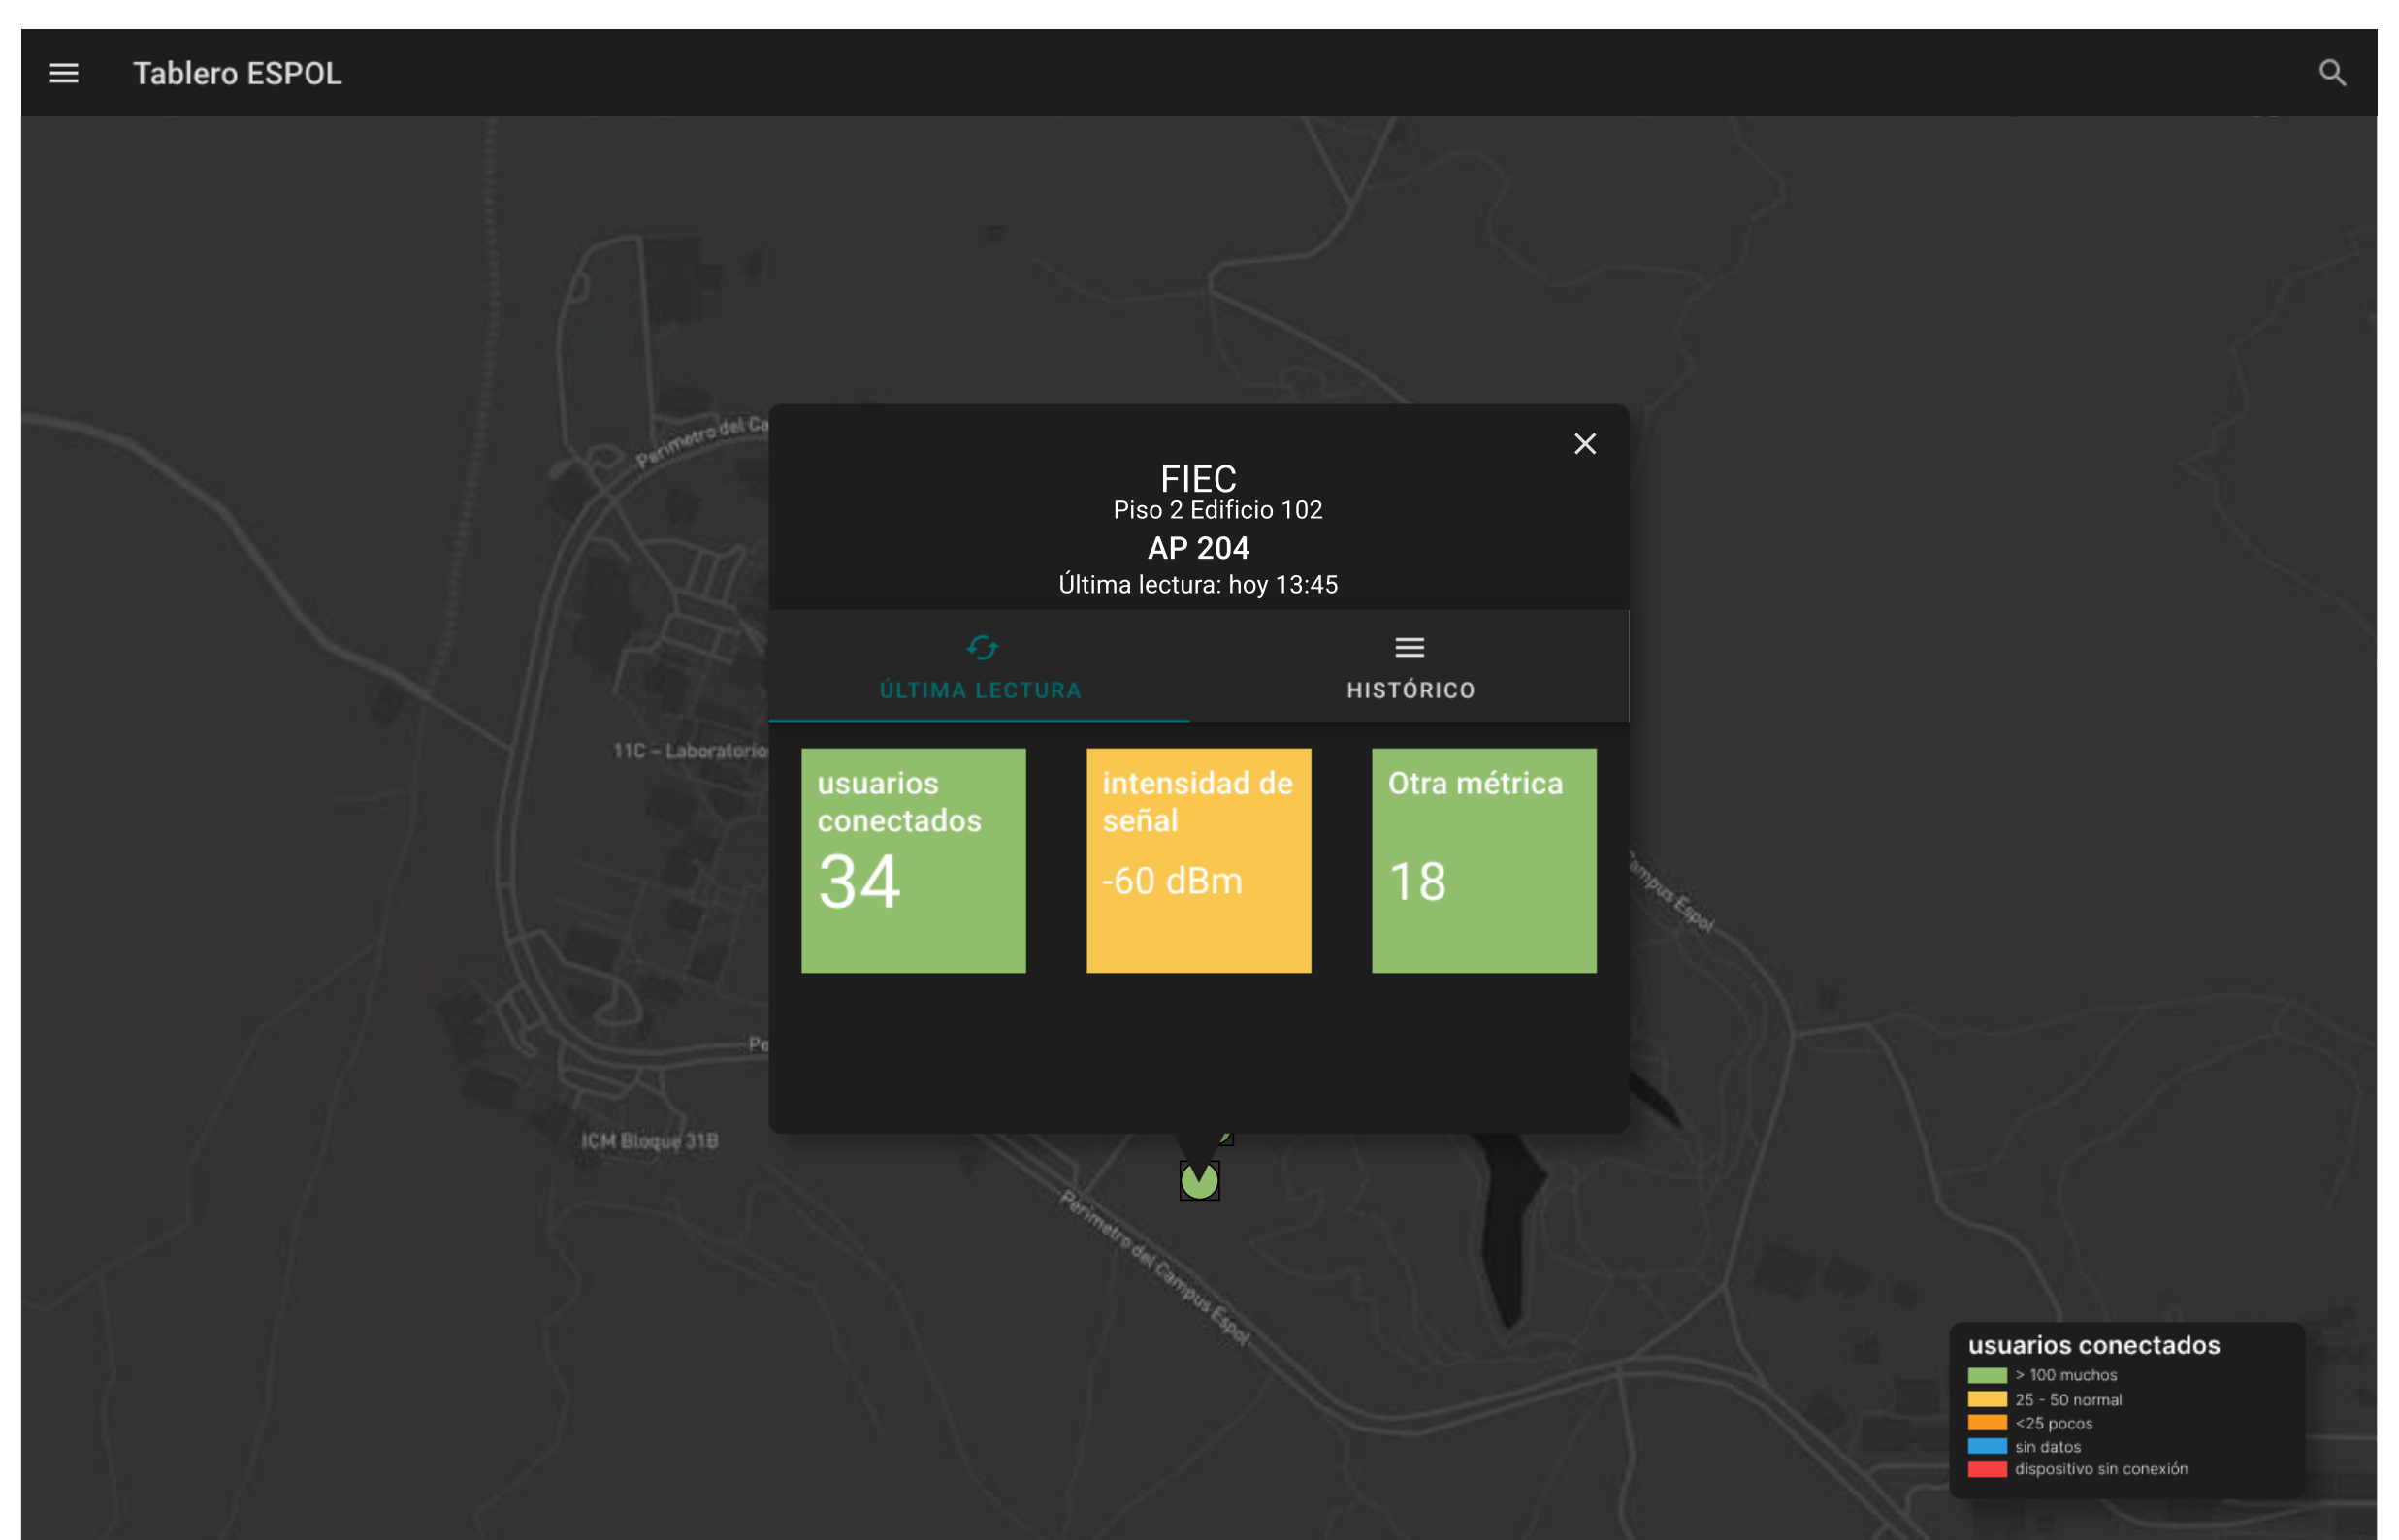 Tablero ESPOL
Perimetro del Ca
FIEC
Piso 2 Edificio 102
AP 204
Última lectura: hoy 13:45
ÚLTIMA LECTURA
HISTÓRICO
11C – Laboratorio
usuarios
conectados
34
intensidad de
señal
-60 dBm
Otra métrica
18
Campus Espol
Pe
ICM Bloque 31B
Perimetro del Campus Espol
usuarios conectados
> 100 muchos
25 - 50 normal
<25 pocos
sin datos
dispositivo sin conexión